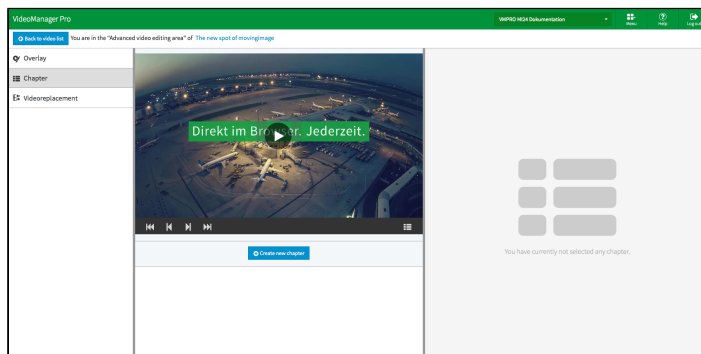 VideoManager Pro
VMPRO MI24 Dokumentation
Menu
Help
Log out
Back to video list
You are in the "Advanced video editing area" of The new spot of movingimage
Overlay
Chapter
Videoreplacement
Direkt im Browser. Jederzeit.
Create new chapter
You have currently not selected any chapter.